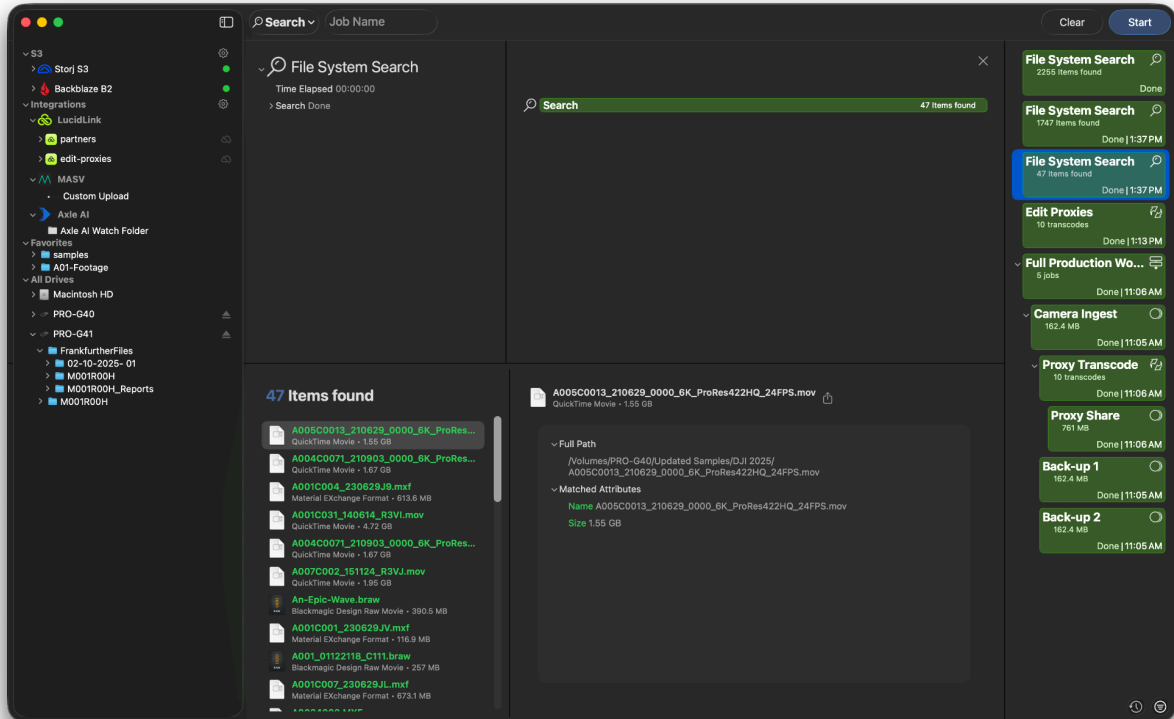 Search
Job Name
Clear
Start
S3
Storj S3
Backblaze B2
Integrations
LucidLink
partners
edit-proxies
MASV
Custom Upload
Axle AI
Axle AI Watch Folder
Favorites
samples
A01-Footage
All Drives
Macintosh HD
PRO-G40
PRO-G41
FrankfurtherFiles
02-10-2025- 01
M001R00H
M001R00H_Reports
M001R00H
File System Search
Time Elapsed 00:00:00
Search Done
Search
47 Items found
47 Items found
A005C0013_210629_0000_6K_ProRes...
QuickTime Movie • 1.55 GB
A004C0071_210903_0000_6K_ProRes...
QuickTime Movie • 1.67 GB
A001C004_230629J9.mxf
Material EXchange Format • 613.6 MB
A001C031_140614_R3VI.mov
QuickTime Movie • 4.72 GB
A004C0071_210903_0000_6K_ProRes...
QuickTime Movie • 1.67 GB
A007C002_151124_R3VJ.mov
QuickTime Movie • 1.95 GB
An-Epic-Wave.braw
Blackmagic Design Raw Movie • 390.5 MB
A001C001_230629JV.mxf
Material EXchange Format • 116.9 MB
A001_01122118_C111.braw
Blackmagic Design Raw Movie • 257 MB
A001C007_230629JL.mxf
Material EXchange Format • 673.1 MB
A005C0013_210629_0000_6K_ProRes422HQ_24FPS.mov
QuickTime Movie • 1.55 GB
Full Path
/Volumes/PRO-G40/Updated Samples/DJI 2025/
A005C0013_210629_0000_6K_ProRes422HQ_24FPS.mov
Matched Attributes
Name A005C0013_210629_0000_6K_ProRes422HQ_24FPS.mov
Size 1.55 GB
File System Search
2255 Items found
Done
File System Search
1747 Items found
Done | 1:37 PM
File System Search
47 Items found
Done | 1:37 PM
Edit Proxies
10 transcodes
Done | 1:13 PM
Full Production Wo...
5 jobs
Done | 11:06 AM
Camera Ingest
162.4 MB
Done | 11:05 AM
Proxy Transcode
10 transcodes
Done | 11:06 AM
Proxy Share
761 MB
Done | 11:06 AM
Back-up 1
162.4 MB
Done | 11:05 AM
Back-up 2
162.4 MB
Done | 11:05 AM